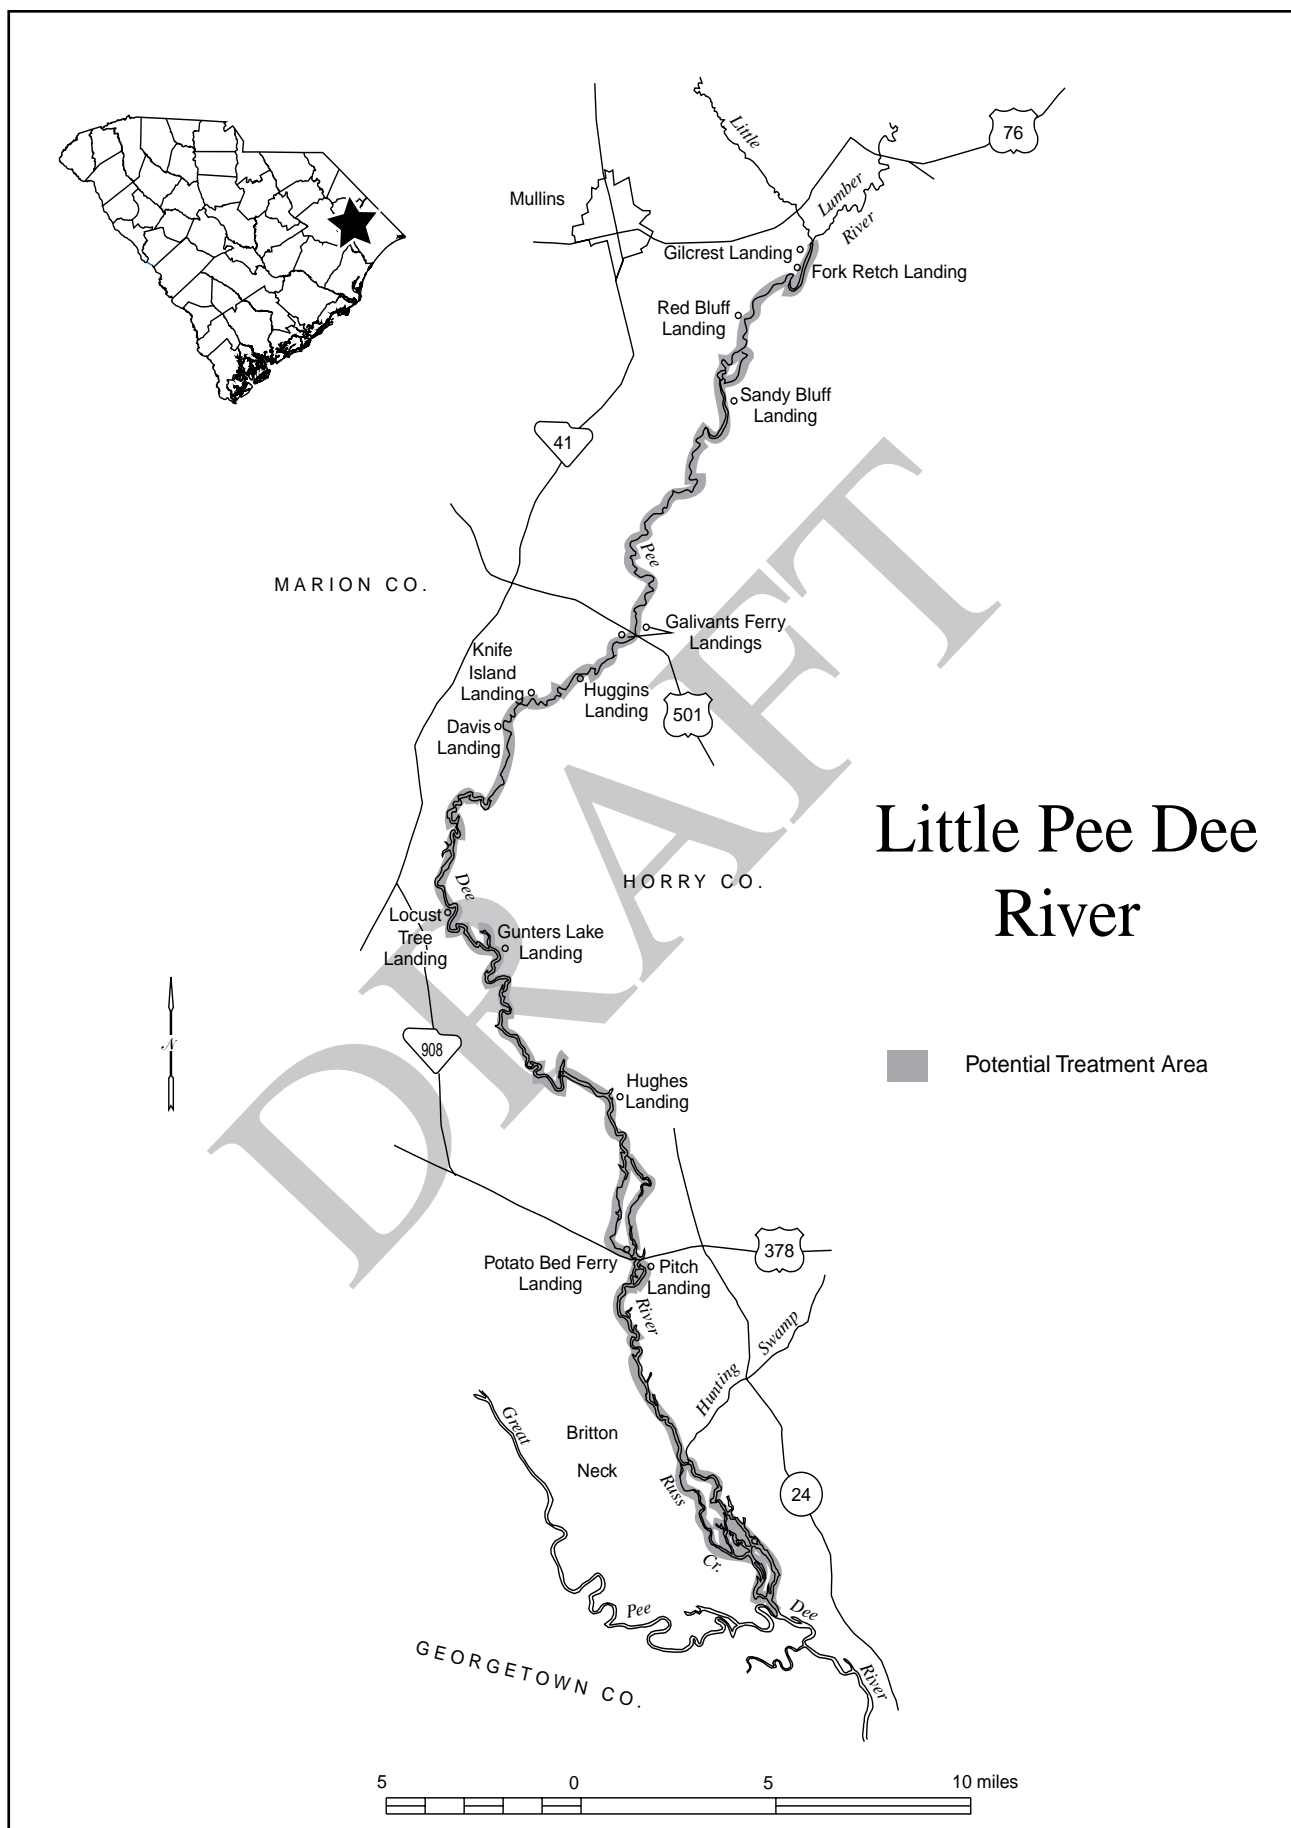 76
Little
Mullins
Lumber
River
Gilcrest Landing
Fork Retch Landing
Red Bluff
Landing
Sandy Bluff
Landing
41
Pee
MARION CO.
Galivants Ferry
Landings
Knife
Island
Landing
Huggins
Landing
501
Davis
Landing
Little Pee Dee
River
HORRY CO.
Dee
Locust
Tree
Landing
Gunters Lake
Landing
N
908
Potential Treatment Area
Hughes
Landing
378
Potato Bed Ferry
Landing
Pitch
Landing
River
Swamp
Hunting
Great
Britton
Neck
Russ
24
Cr.
Pee
Dee
River
GEORGETOWN CO.
5 0 5 10 miles
DRAFT